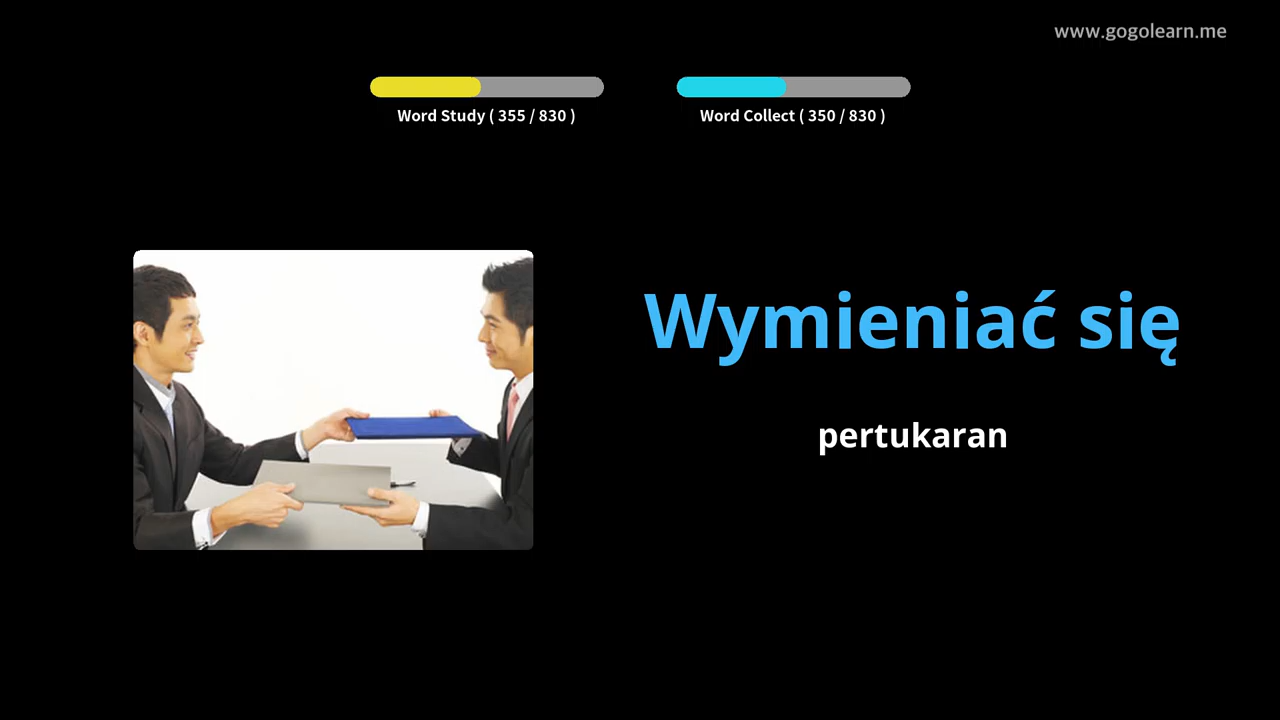 www.gogolearn.me
Word Study ( 355 / 830 )
Word Collect ( 350 / 830 )
Wymieniać się
pertukaran